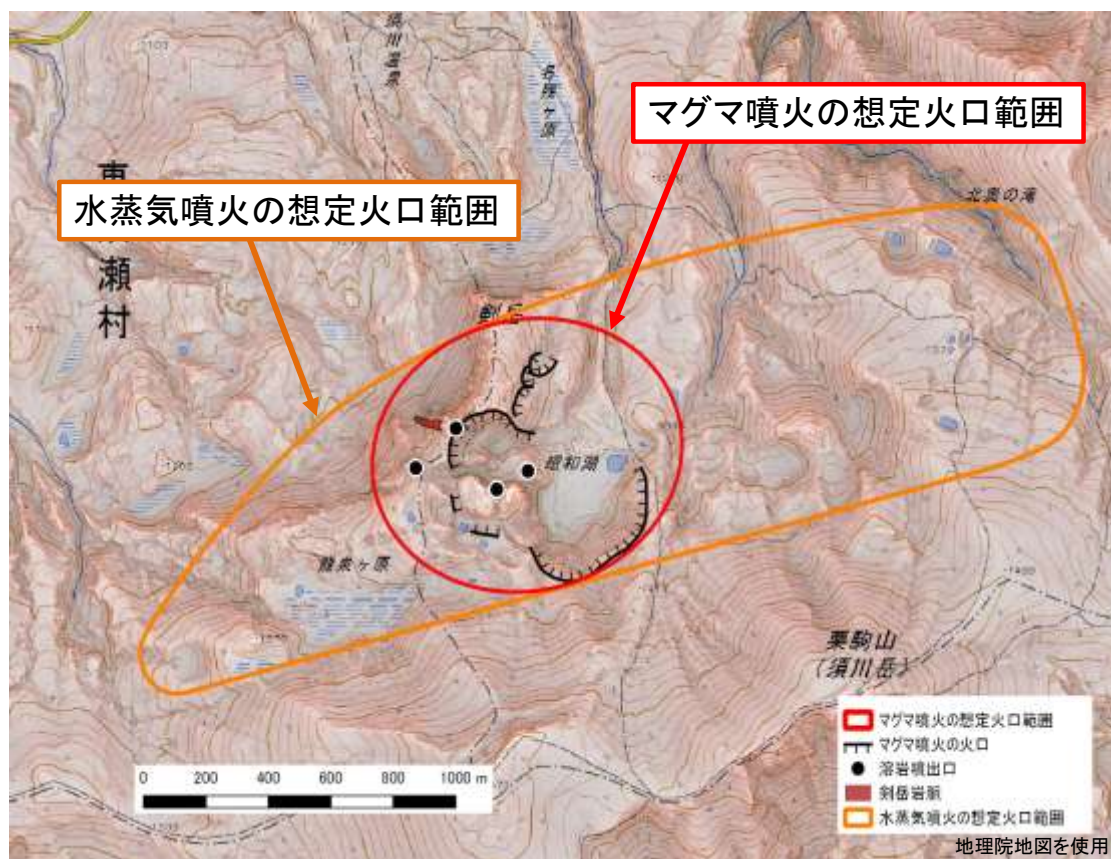 須川温泉
名残ヶ原
マグマ噴火の想定火口範囲
水蒸気噴火の想定火口範囲
東
瀬村
剣岳
昭和湖
龍泉ヶ原
栗駒山
（須川岳）
0 200 400 600 800 1000 m
マグマ噴火の想定火口範囲
マグマ噴火の火口
溶岩噴出口
剣岳岩脈
水蒸気噴火の想定火口範囲
地理院地図を使用